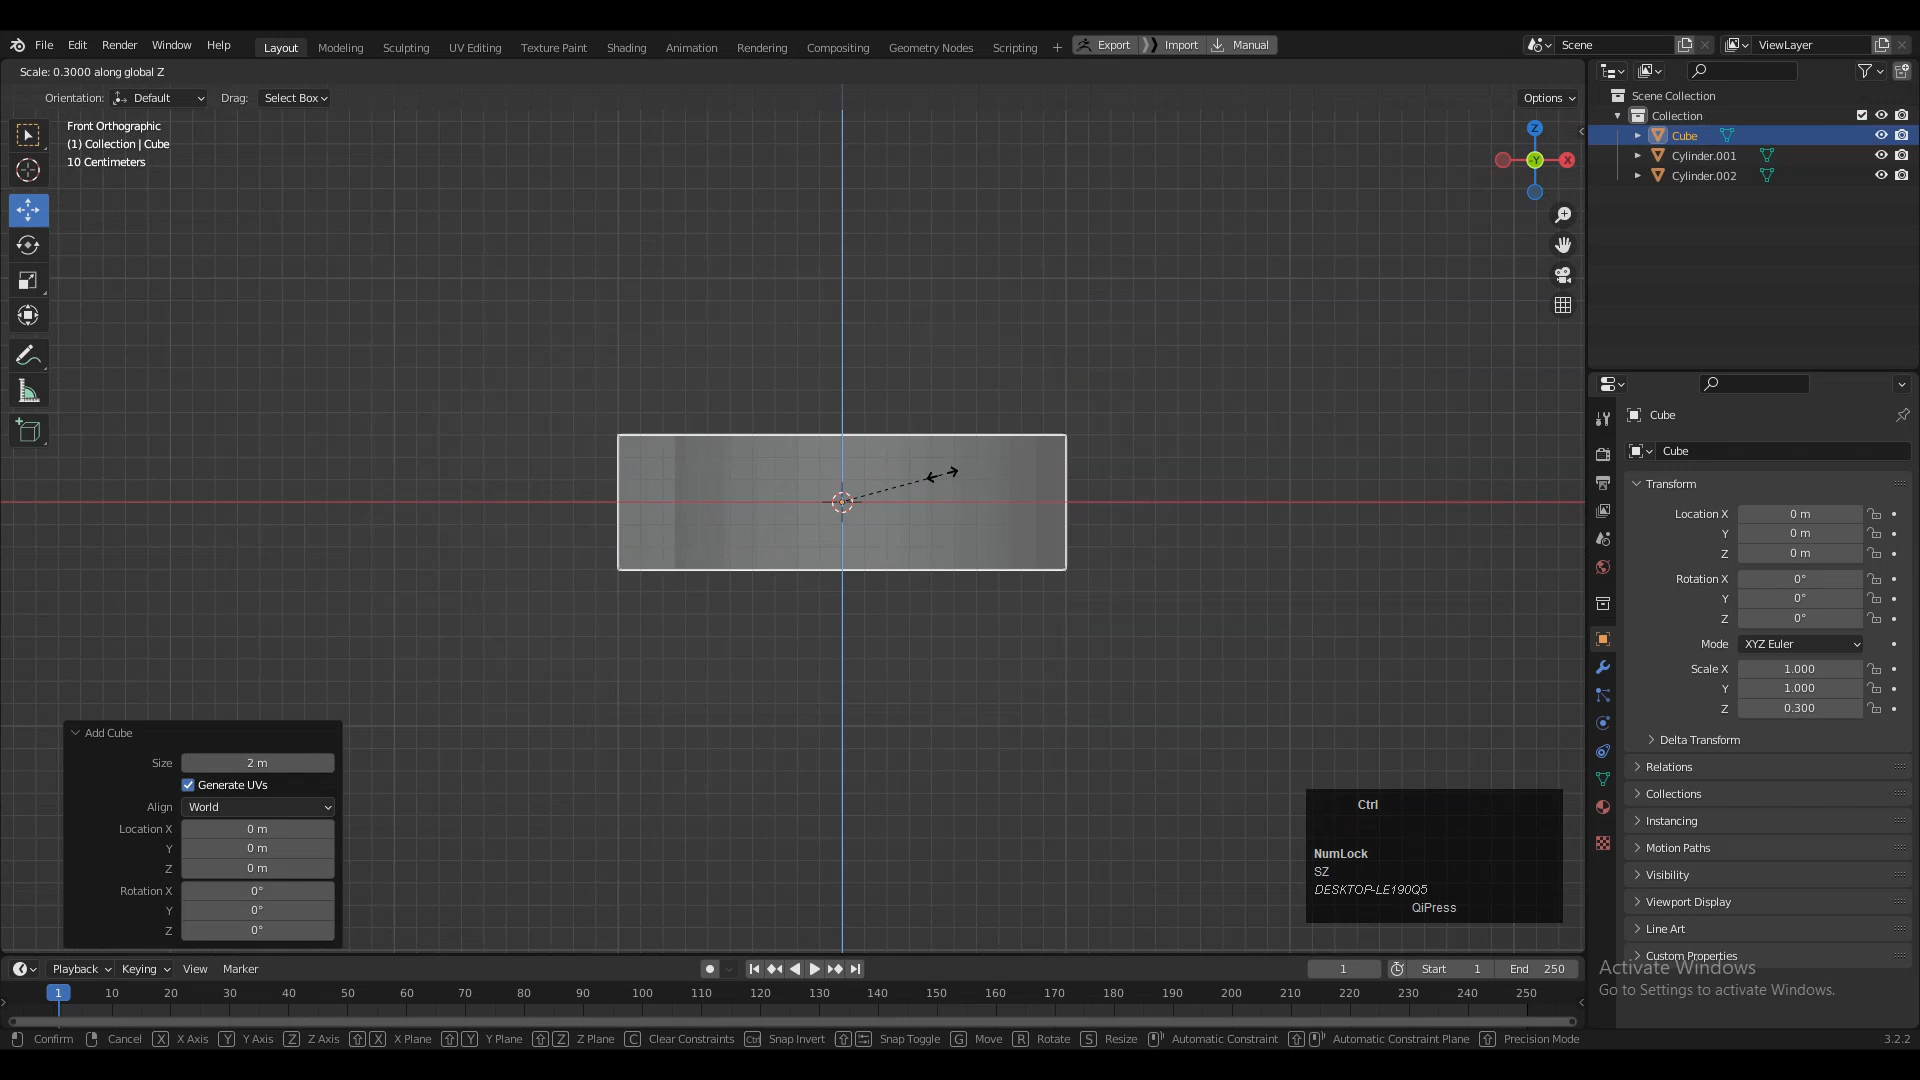 File Edit Render Window Help Layout Modeling Sculpting UV Editing Texture Paint Shading Animation Rendering Compositing Geometry Nodes Scripting + Export Import Manual Scene ViewLayer
Scale: 0.3000 along global Z
Orientation: Default Drag: Select Box Options
Front Orthographic
(1) Collection | Cube
10 Centimeters
Z
Y
X
Scene Collection
Collection
Cube
Cylinder.001
Cylinder.002
Cube
Cube
Transform
Location X 0 m
Y 0 m
Z 0 m
Rotation X 0°
Y 0°
Z 0°
Mode XYZ Euler
Scale X 1.000
Y 1.000
Z 0.300
Delta Transform
Relations
Collections
Instancing
Motion Paths
Visibility
Viewport Display
Line Art
Custom Properties
Activate Windows
Go to Settings to activate Windows.
Add Cube
Size 2 m
Generate UVs
Align World
Location X 0 m
Y 0 m
Z 0 m
Rotation X 0°
Y 0°
Z 0°
Ctrl
NumLock
SZ
DESKTOP-LE190Q5
QiPress
Playback Keying View Marker 1 Start 1 End 250
1 10 20 30 40 50 60 70 80 90 100 110 120 130 140 150 160 170 180 190 200 210 220 230 240 250
Confirm Cancel X X Axis Y Y Axis Z Z Axis X X Plane Y Y Plane Z Z Plane C Clear Constraints Ctrl Snap Invert Snap Toggle G Move R Rotate S Resize Automatic Constraint Automatic Constraint Plane Precision Mode 3.2.2